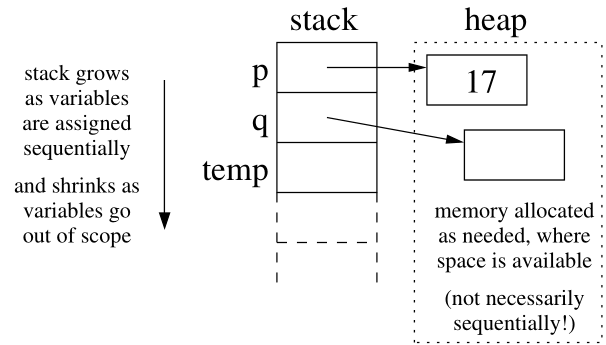 stack
heap
stack grows
as variables
are assigned
sequentially
and shrinks as
variables go
out of scope
p
q
temp
17
memory allocated
as needed, where
space is available
(not necessarily
sequentially!)